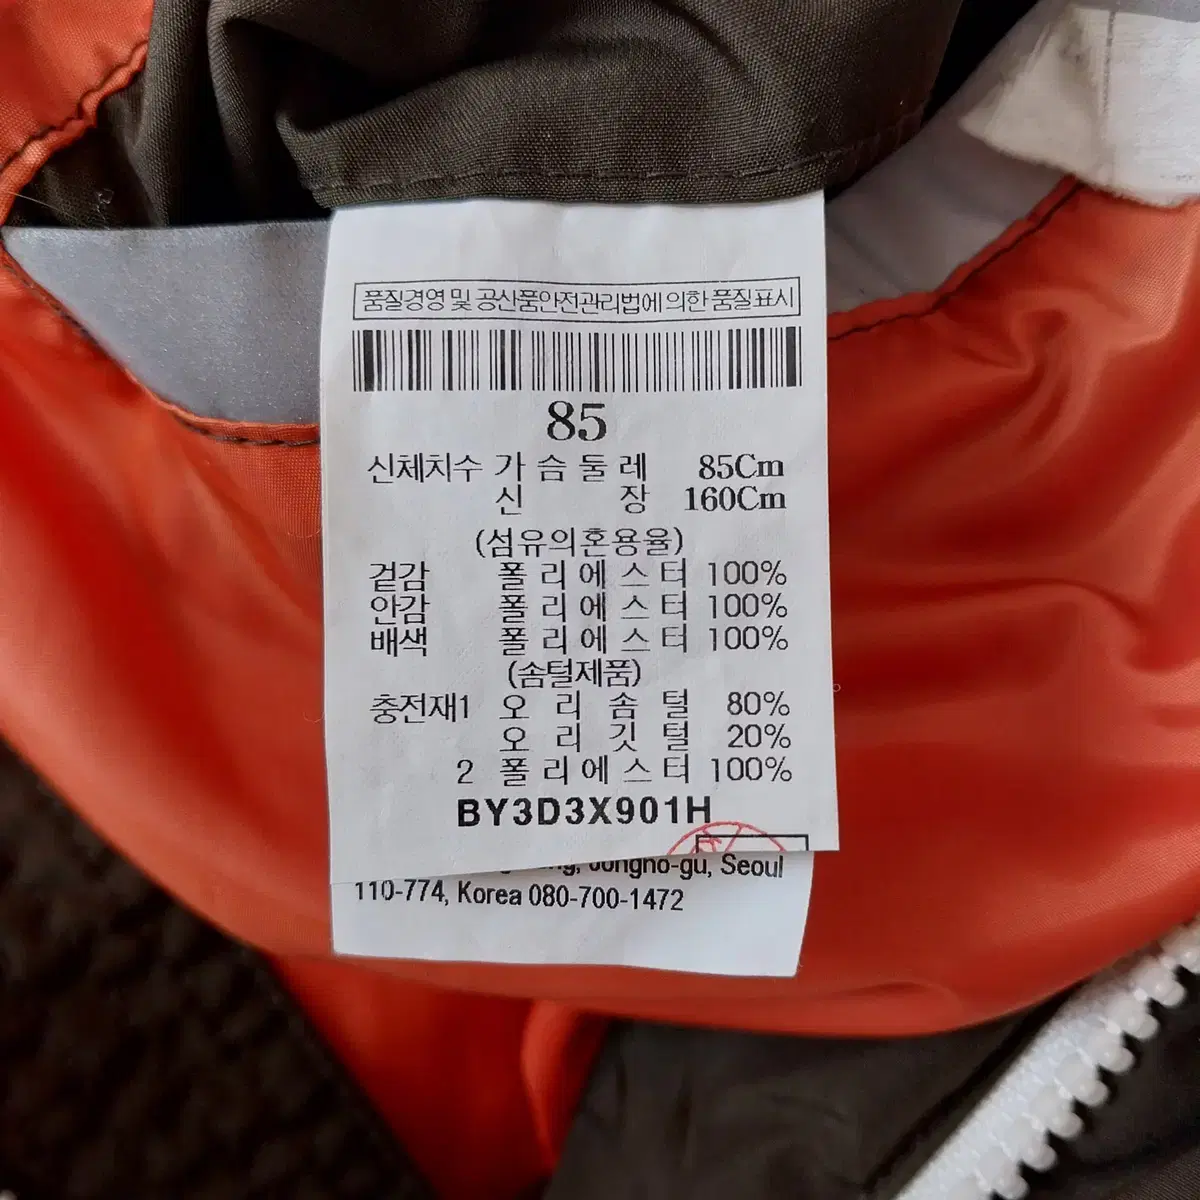 품질경영 및 공산품안전관리법에 의한 품질표시
85
신체치수 가 슴 둘 레 85Cm
신 장 160Cm
(섬유의혼용율)
겉감 폴 리 에 스 터 100%
안감 폴 리 에 스 터 100%
배색 폴 리 에 스 터 100%
(솜털제품)
충전재1 오 리 솜 털 80%
오 리 깃 털 20%
2 폴 리 에 스 터 100%
BY3D3X901H
Jongno-gu, Seoul
110-774, Korea 080-700-1472